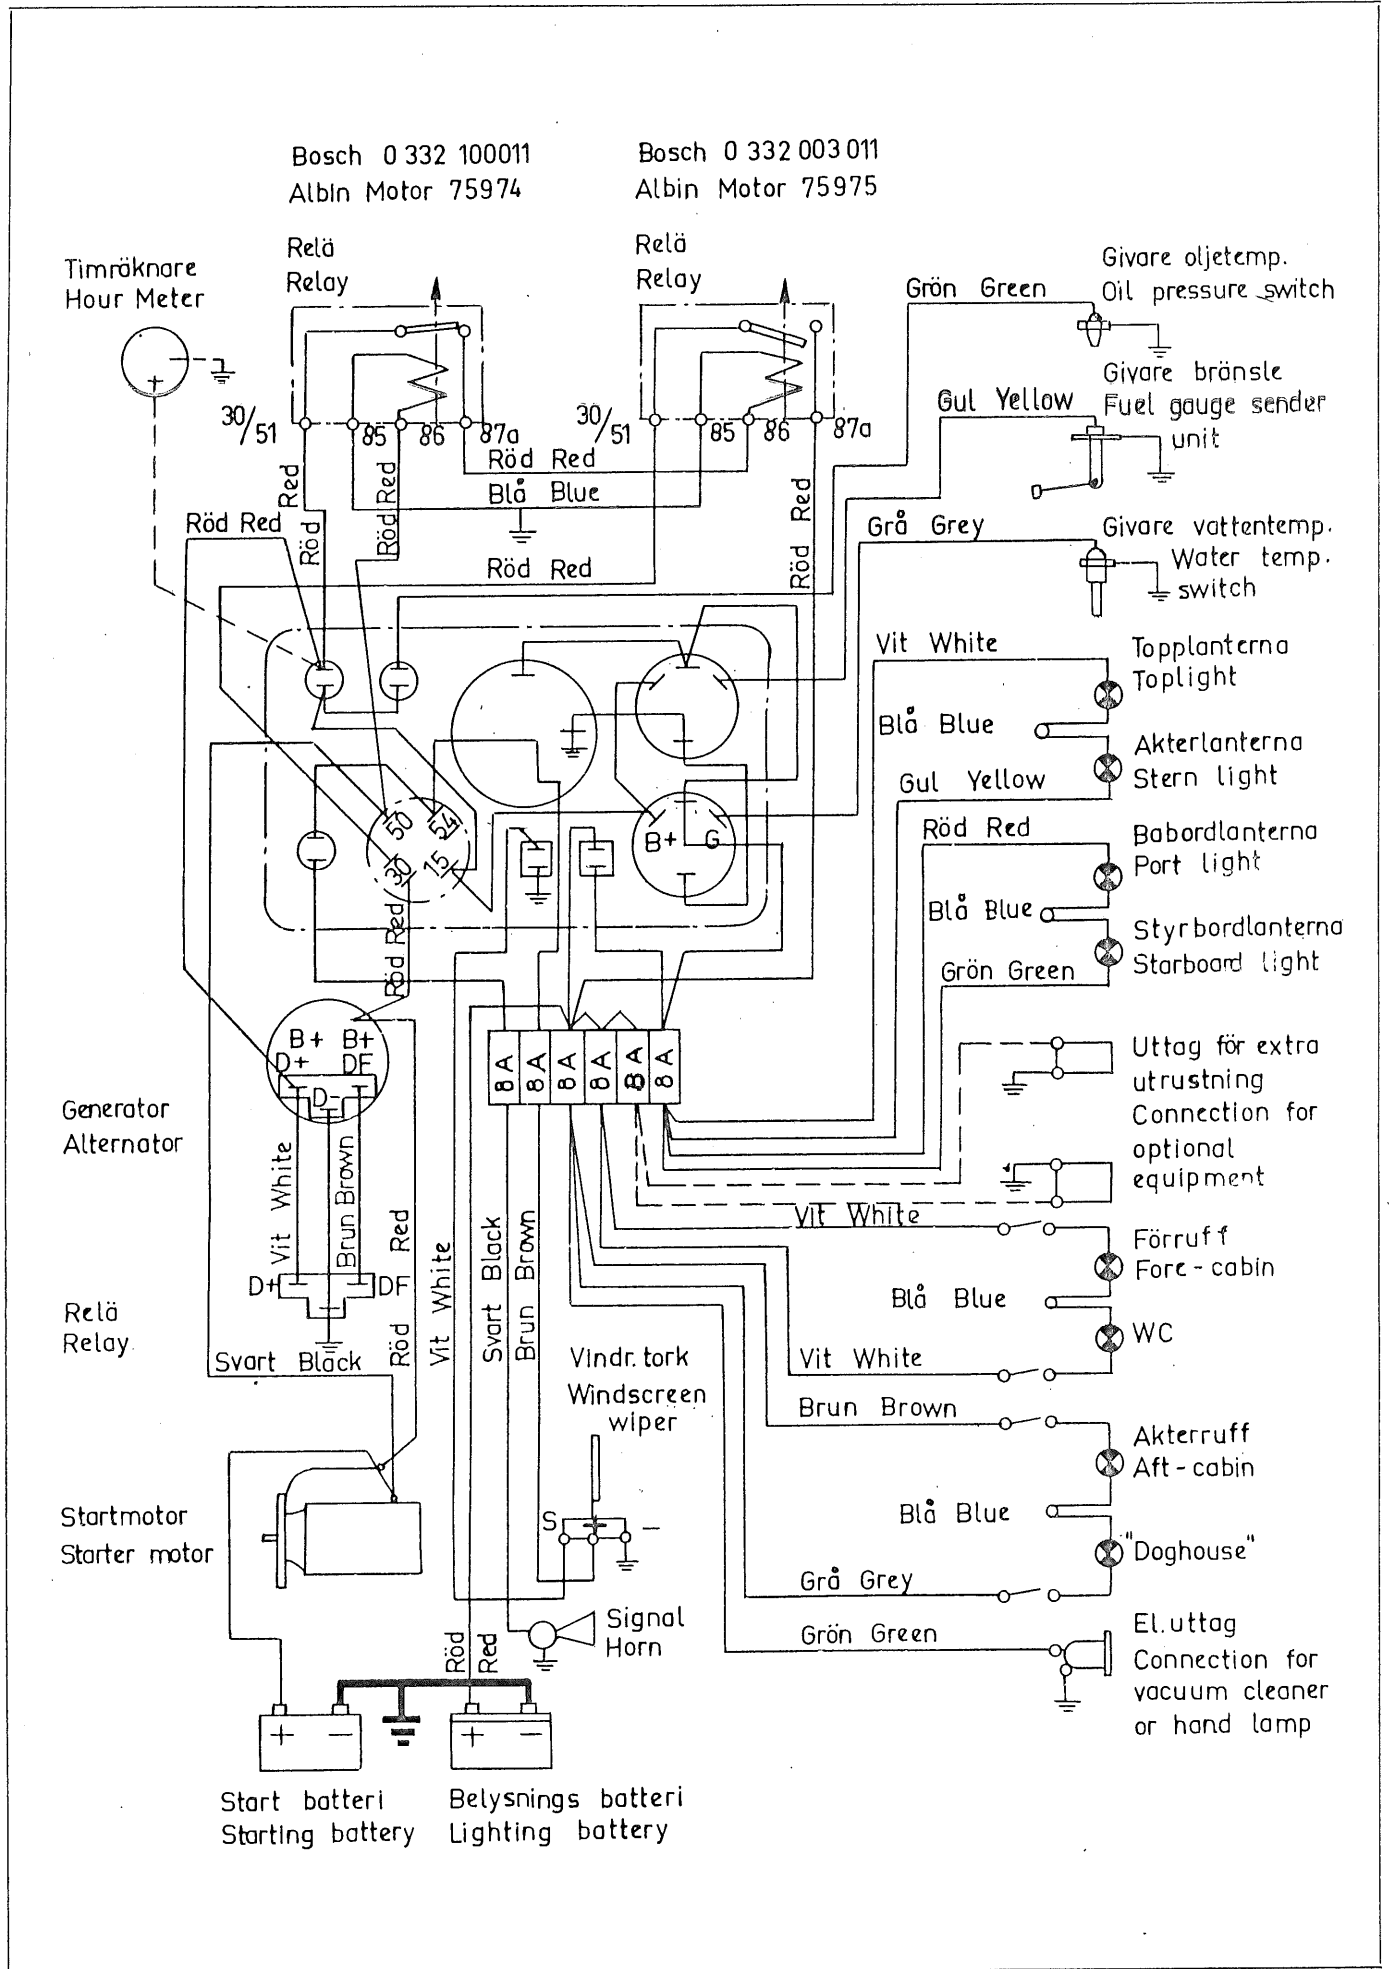 Bosch 0 332 100011
Albin Motor 75974
Bosch 0 332 003 011
Albin Motor 75975
Relä
Relay
Relä
Relay
Timräknare
Hour Meter
+
30/51
85
86
87a
30/51
85
86
87a
Röd Red
Blå Blue
Röd Red
Röd Red
Röd Red
Röd Red
Röd Red
Grön Green
Givare oljetemp.
Oil pressure switch
Gul Yellow
Givare bränsle
Fuel gauge sender
unit
Grå Grey
Givare vattentemp.
Water temp.
switch
Vit White
Topplanterna
Toplight
Blå Blue
Akterlanterna
Stern light
Gul Yellow
Röd Red
Babordlanterna
Port light
Blå Blue
Styrbordlanterna
Starboard light
Grön Green
50
54
30
15
B+
G
Röd Red
B+ B+
D+ DF
D-
Generator
Alternator
8A
8A
8A
8A
8A
8A
Uttag för extra
utrustning
Connection for
optional
equipment
Vit White
Brun Brown
Röd Red
Vit White
Svart Black
Brun Brown
D+
DF
Relä
Relay
Svart Black
Vit White
Förruff
Fore-cabin
Blå Blue
WC
Vit White
Brun Brown
Akterruff
Aft-cabin
Blå Blue
"Doghouse"
Grå Grey
Grön Green
El.uttag
Connection for
vacuum cleaner
or hand lamp
Vindr.tork
Windscreen
wiper
S + -
Startmotor
Starter motor
Signal
Horn
Röd Red
+ -
+ -
Start batteri
Starting battery
Belysnings batteri
Lighting battery